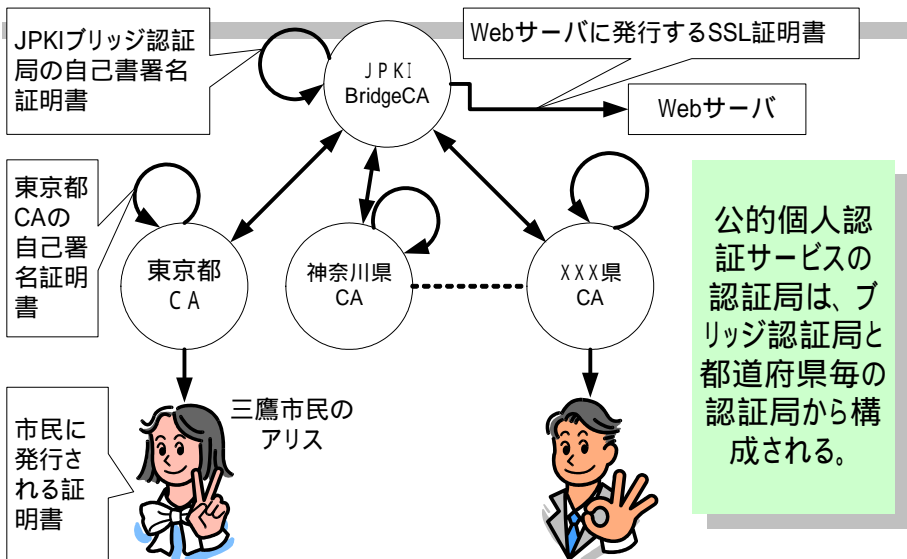 JPKIブリッジ認証
局の自己書署名
証明書
JPKI
BridgeCA
Webサーバに発行するSSL証明書
Webサーバ
東京都
CAの
自己署
名証明
書
東京都
CA
神奈川県
CA
XXX県
CA
公的個人認
証サービスの
認証局は、ブ
リッジ認証局と
都道府県毎の
認証局から構
成される。
市民に
発行さ
れる証
明書
三鷹市民の
アリス